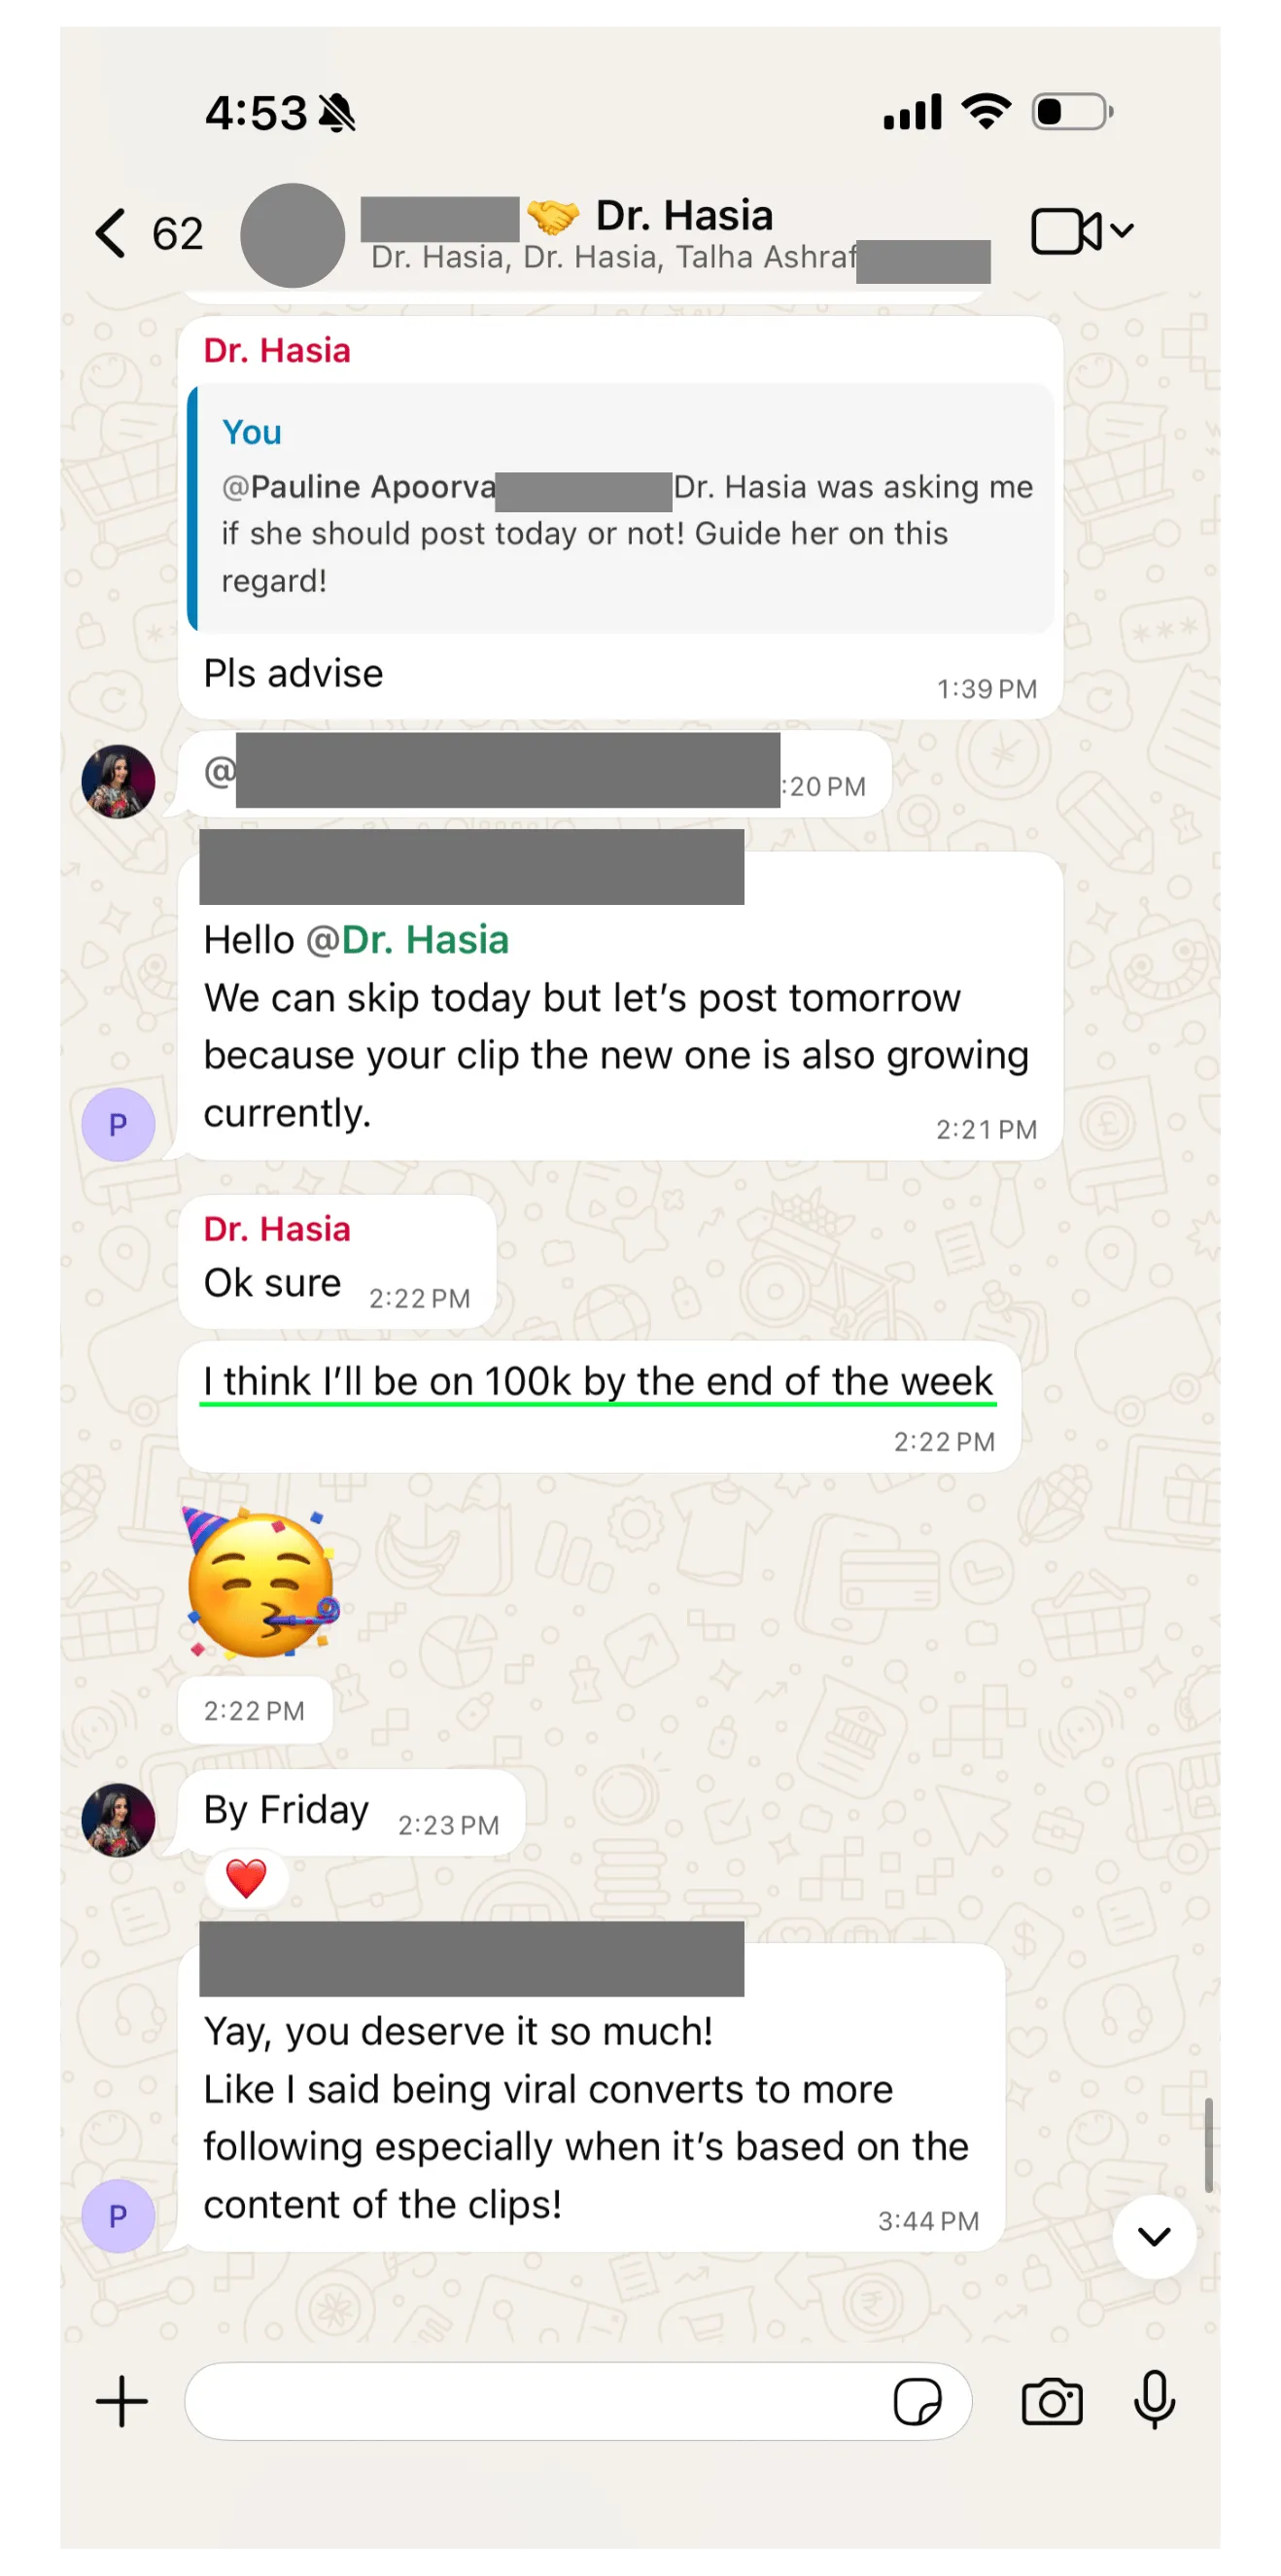 4:53
62
🤝 Dr. Hasia
Dr. Hasia, Dr. Hasia, Talha Ashraf
Dr. Hasia
You
@Pauline Apoorva Dr. Hasia was asking me
if she should post today or not! Guide her on this
regard!
Pls advise
1:39 PM
@
:20 PM
Hello @Dr. Hasia
We can skip today but let's post tomorrow
because your clip the new one is also growing
currently.
2:21 PM
P
Dr. Hasia
Ok sure 2:22 PM
I think I'll be on 100k by the end of the week
2:22 PM
🥳
2:22 PM
By Friday 2:23 PM
❤️
Yay, you deserve it so much!
Like I said being viral converts to more
following especially when it's based on the
content of the clips!
3:44 PM
P